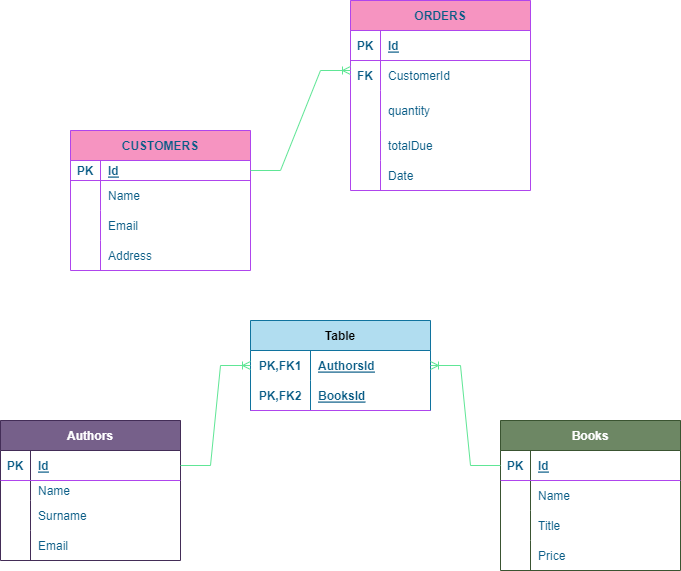 ORDERS
PK Id
FK CustomerId
quantity
totalDue
Date
CUSTOMERS
PK Id
Name
Email
Address
Table
PK,FK1 AuthorsId
PK,FK2 BooksId
Authors
PK Id
Name
Surname
Email
Books
PK Id
Name
Title
Price